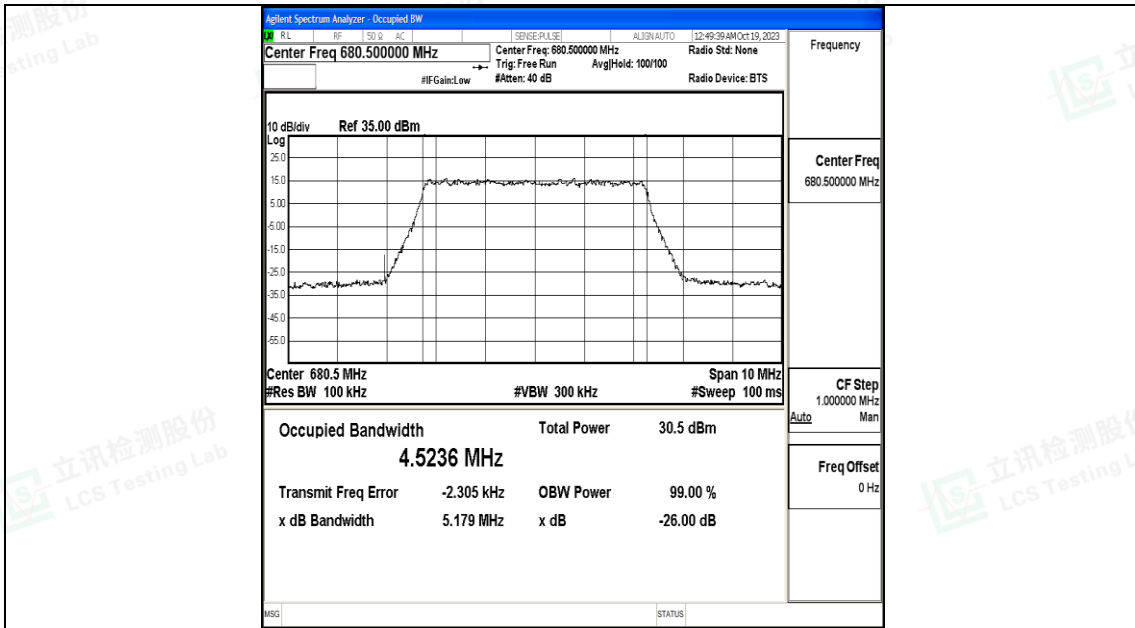 Agilent Spectrum Analyzer - Occupied BW
RL RF 50 Ω AC SENSE:PULSE ALIGN AUTO 12:49:39 AM Oct 19, 2023
Center Freq 680.500000 MHz
Center Freq: 680.500000 MHz Radio Std: None
Trig: Free Run Avg|Hold: 100/100
#IFGain:Low #Atten: 40 dB Radio Device: BTS
10 dB/div Ref 35.00 dBm
Log
25.0
15.0
5.00
-5.00
-15.0
-25.0
-35.0
-45.0
-55.0
Center 680.5 MHz Span 10 MHz
#Res BW 100 kHz #VBW 300 kHz #Sweep 100 ms
Occupied Bandwidth Total Power 30.5 dBm
4.5236 MHz
Transmit Freq Error -2.305 kHz OBW Power 99.00 %
x dB Bandwidth 5.179 MHz x dB -26.00 dB
MSG STATUS
Frequency
Center Freq
680.500000 MHz
CF Step
1.000000 MHz
Auto Man
Freq Offset
0 Hz
测股份
esting Lab
立讯检测股份
LCS Testing Lab
立讯检测股份
LCS Testing L